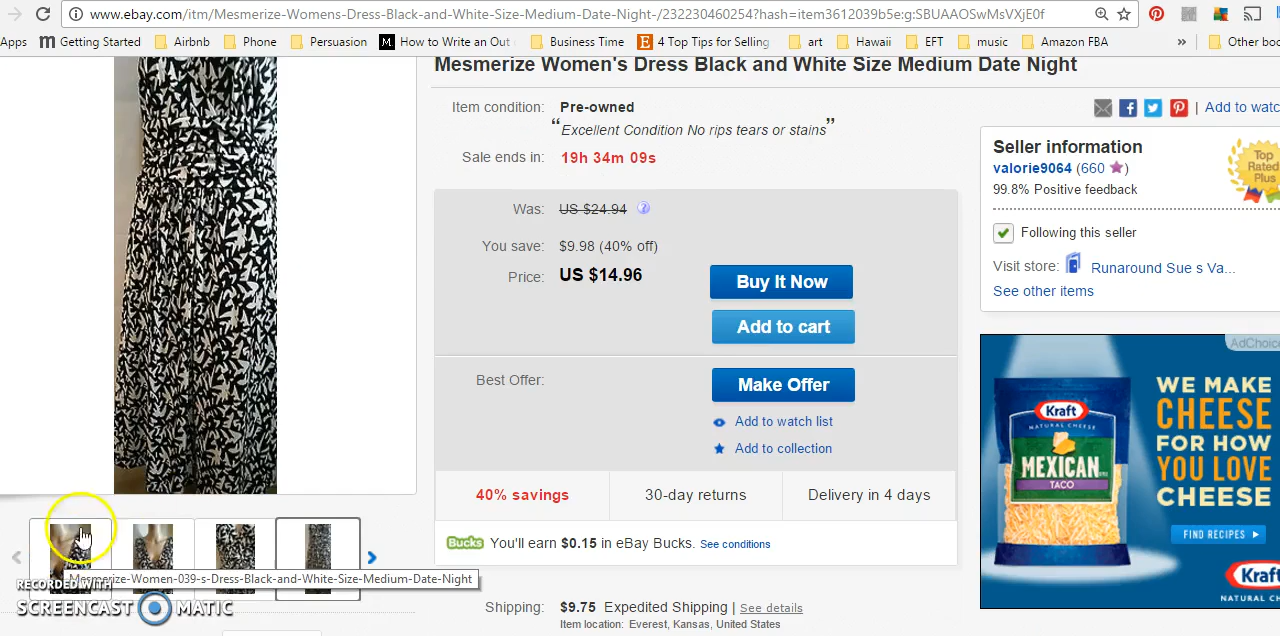 www.ebay.com/itm/Mesmerize-Womens-Dress-Black-and-White-Size-Medium-Date-Night-/232230460254?hash=item3612039b5e:g:SBUAAOSwMsVXjE0f
Apps Getting Started Airbnb Phone Persuasion M How to Write an Out Business Time E 4 Top Tips for Selling art Hawaii EFT music Amazon FBA » Other boo
Mesmerize Women's Dress Black and White Size Medium Date Night
Item condition: Pre-owned
“Excellent Condition No rips tears or stains”
| Add to watc
Sale ends in: 19h 34m 09s
Seller information
valorie9064 (660 ★)
99.8% Positive feedback
Top Rated Plus
Was: US $24.94
Following this seller
You save: $9.98 (40% off)
Price: US $14.96
Buy It Now
Visit store: Runaround Sue s Va...
See other items
Add to cart
AdChoice
Best Offer:
Make Offer
Add to watch list
Add to collection
40% savings 30-day returns Delivery in 4 days
Bucks You'll earn $0.15 in eBay Bucks. See conditions
Shipping: $9.75 Expedited Shipping | See details
Item location: Everest, Kansas, United States
Mesmerize-Women-039-s-Dress-Black-and-White-Size-Medium-Date-Night
RECORDED WITH
SCREENCAST MATIC
Kraft
NATURAL CHEESE
MEXICAN
TACO
WE MAKE
CHEESE
FOR HOW
YOU LOVE
CHEESE
FIND RECIPES
Kraft
NATURAL CHEES